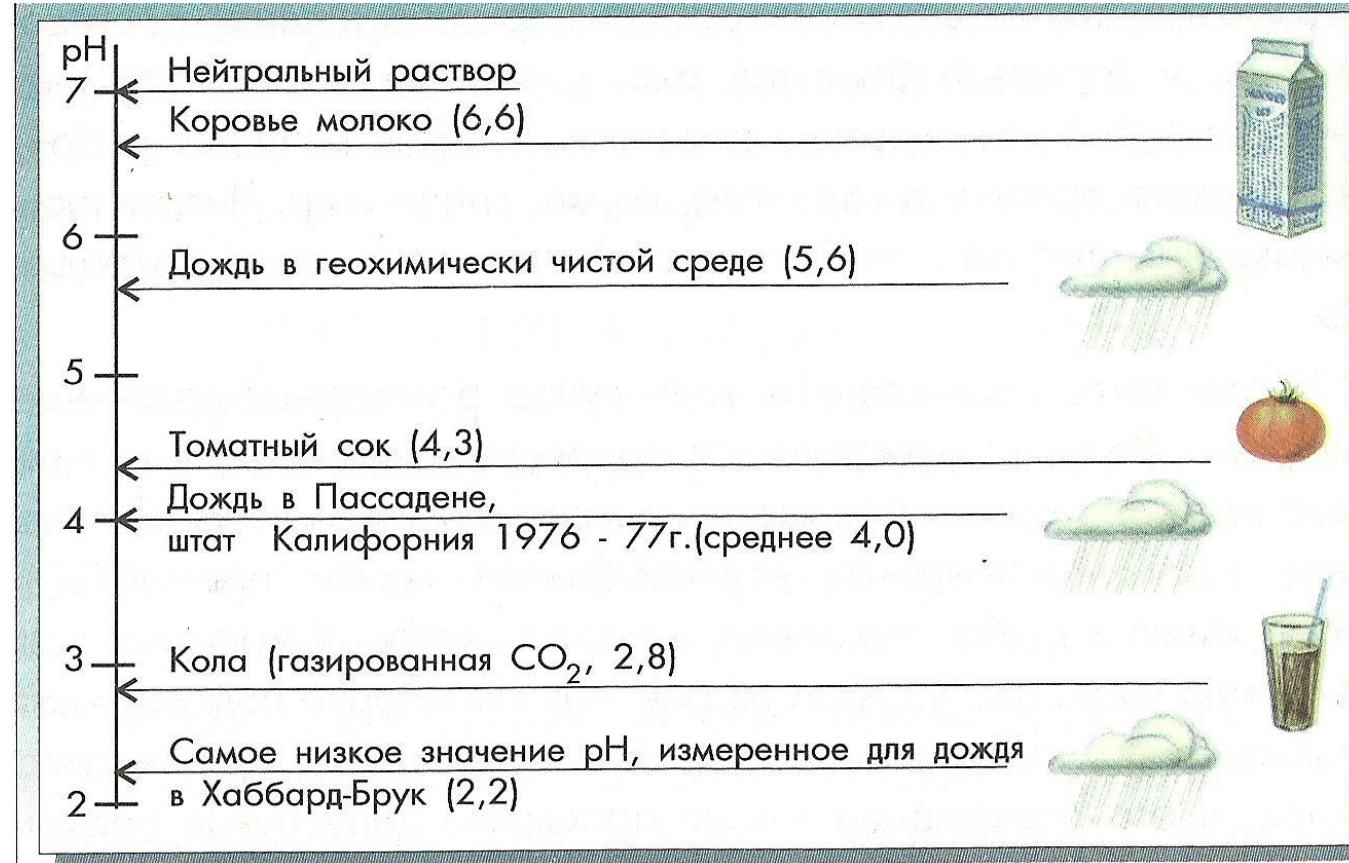 pH
7
Нейтральный раствор
Коровье молоко (6,6)
6
Дождь в геохимически чистой среде (5,6)
5
Томатный сок (4,3)
4
Дождь в Пассадене,
штат Калифорния 1976 - 77г.(среднее 4,0)
3
Кола (газированная CO₂, 2,8)
Самое низкое значение pH, измеренное для дождя
в Хаббард-Брук (2,2)
2